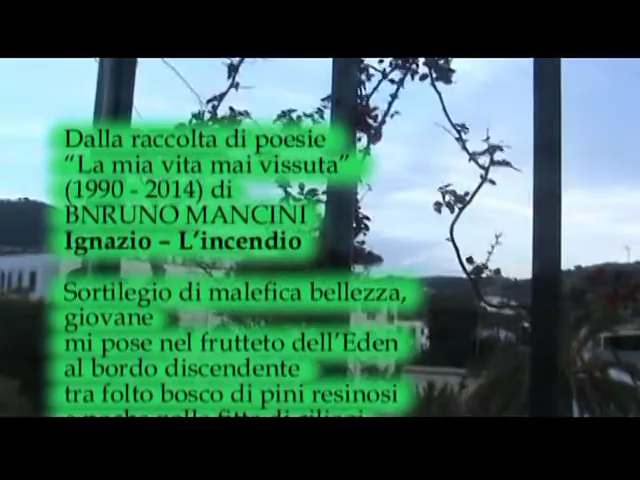 Dalla raccolta di poesie
“La mia vita mai vissuta”
(1990 - 2014) di
BNRUNO MANCINI
Ignazio – L’incendio
Sortilegio di malefica bellezza,
giovane
mi pose nel frutteto dell’Eden
al bordo discendente
tra folto bosco di pini resinosi